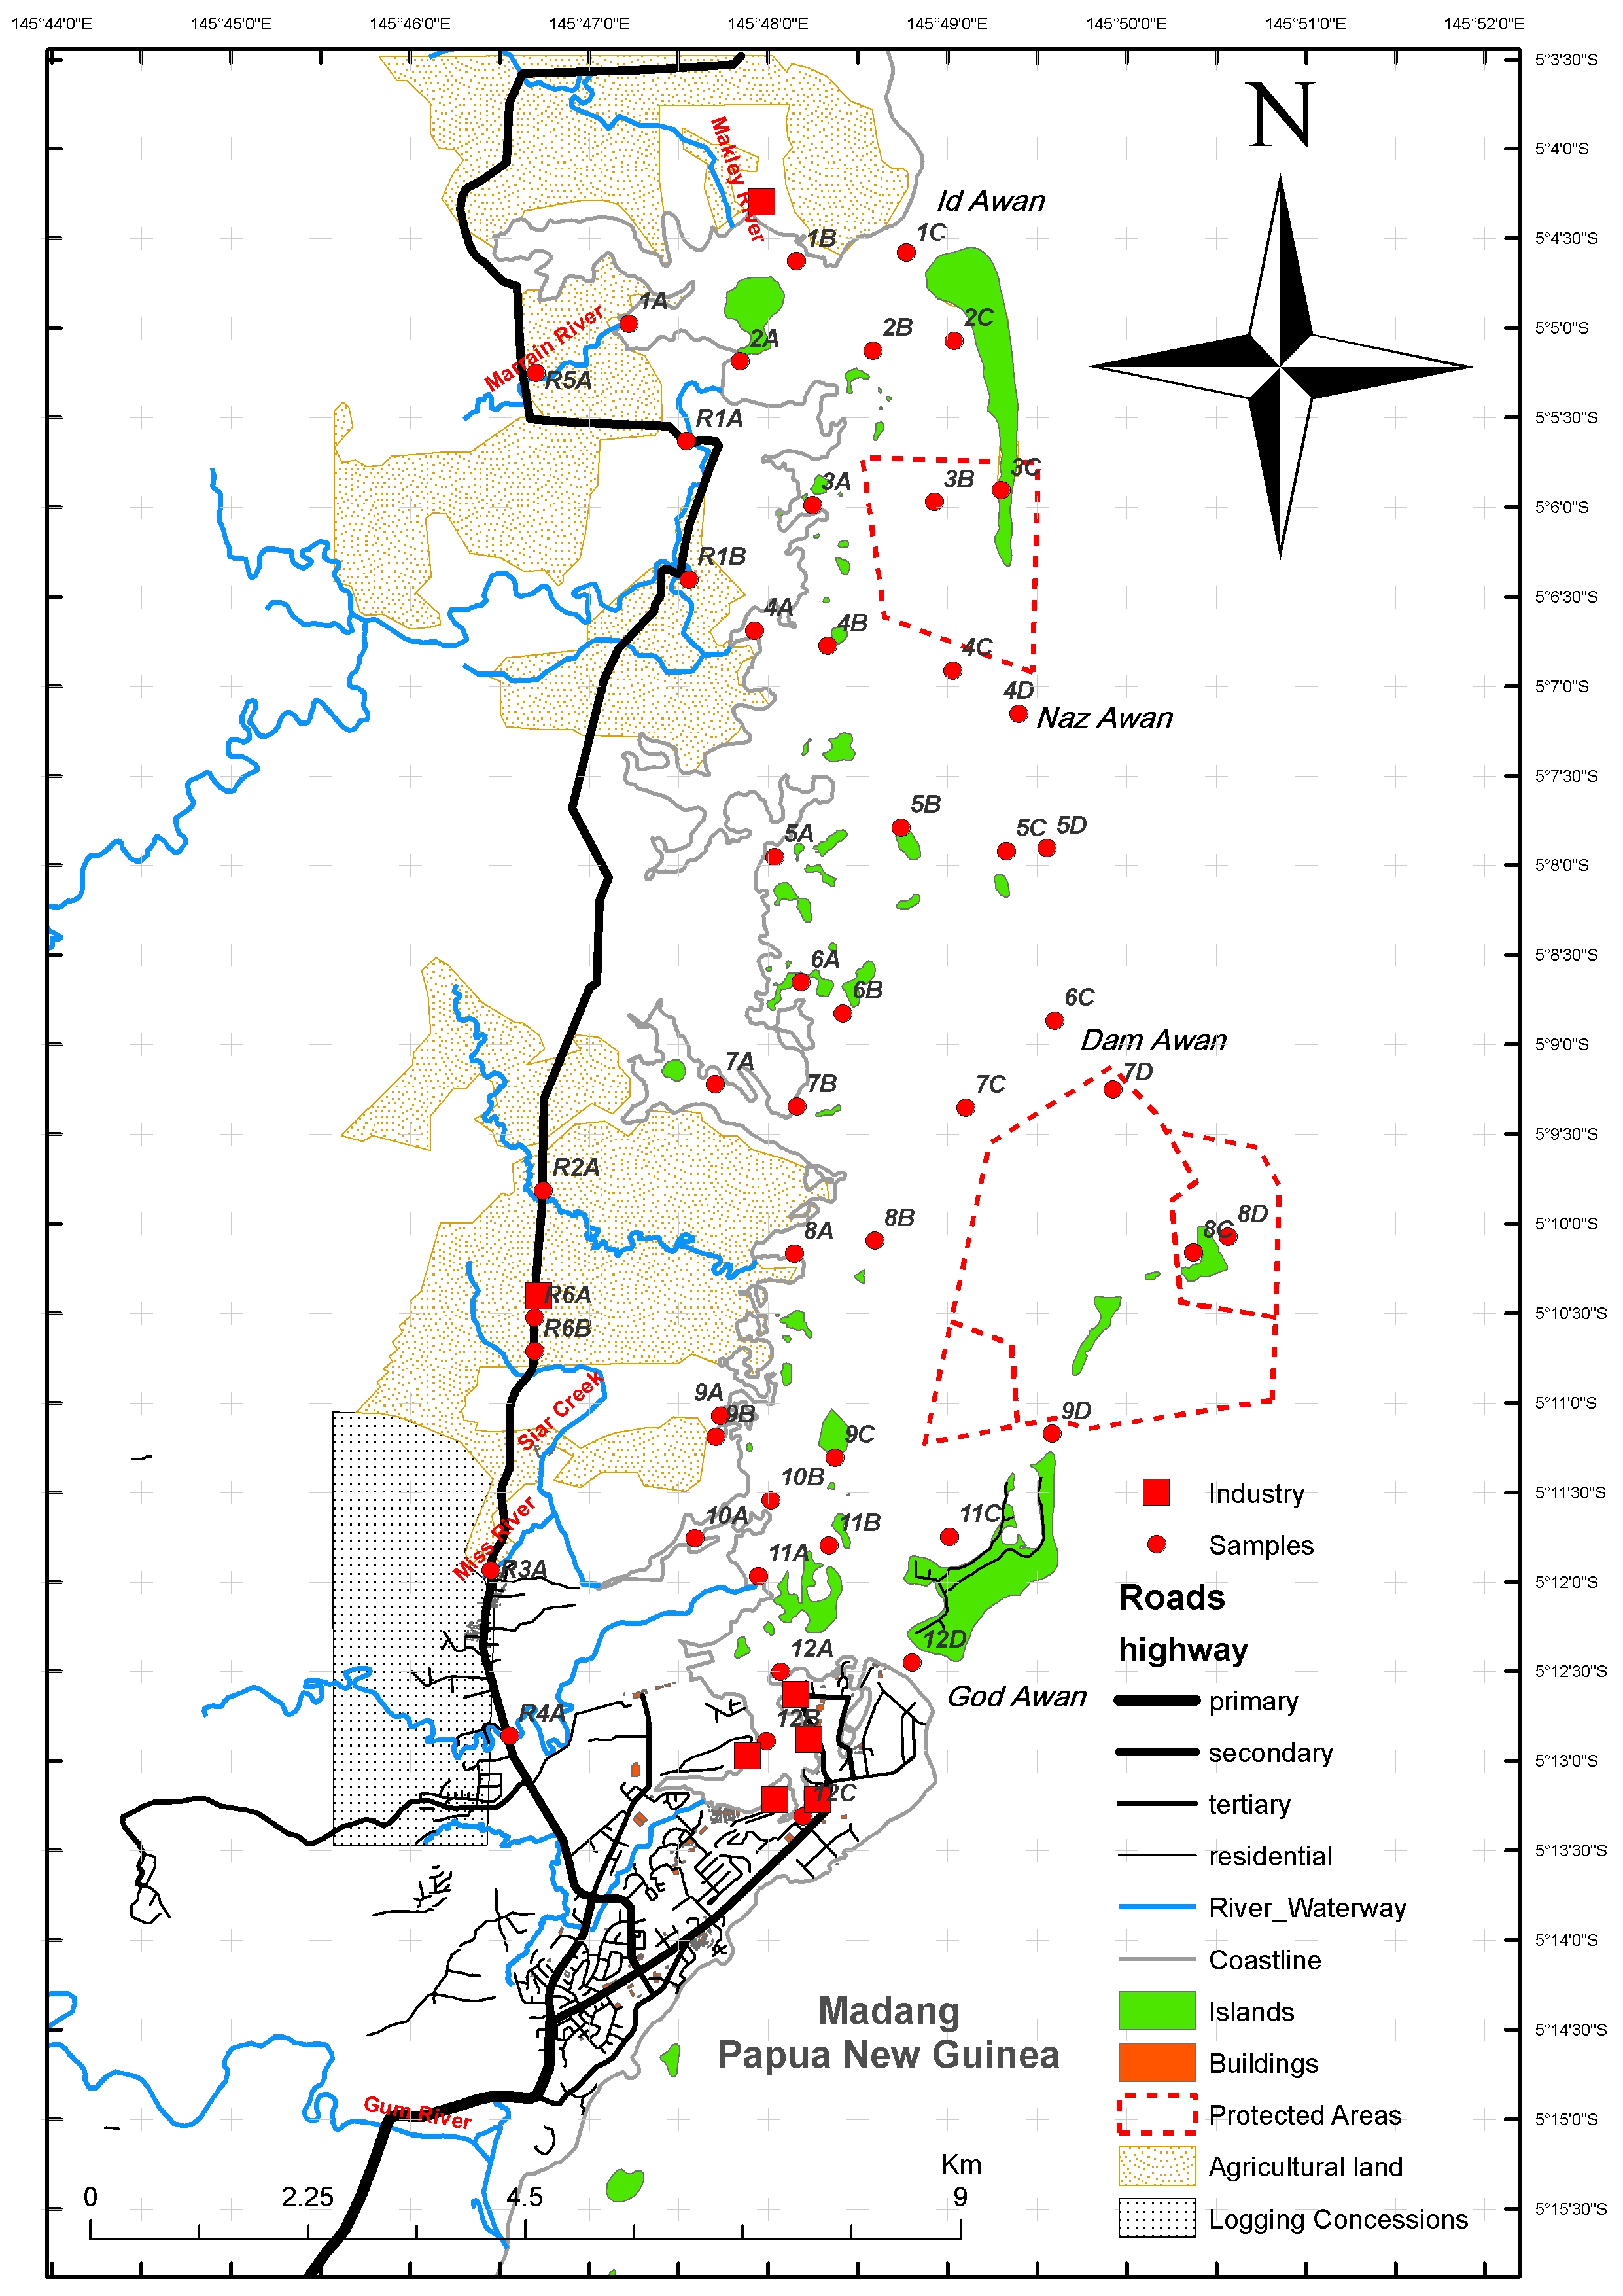 145°44'0"E 145°45'0"E 145°46'0"E 145°47'0"E 145°48'0"E 145°49'0"E 145°50'0"E 145°51'0"E 145°52'0"E
5°3'30"S
N
5°4'0"S
Makley River
Id Awan
1B
1C
5°4'30"S
1A
Marrain River
2A
2B
2C
5°5'0"S
R5A
R1A
5°5'30"S
3A
3B
3C
5°6'0"S
R1B
4A
4B
5°6'30"S
4C
4D
5°7'0"S
Naz Awan
5°7'30"S
5A
5B
5C
5D
5°8'0"S
6A
5°8'30"S
6B
6C
Dam Awan
5°9'0"S
7A
7B
7C
7D
5°9'30"S
R2A
8A
8B
8C
8D
5°10'0"S
R6A
R6B
5°10'30"S
Siar Creek
9A
9B
9C
9D
5°11'0"S
10B
10A
5°11'30"S
Industry
Miss River
11B
11C
Samples
R3A
11A
5°12'0"S
Roads
highway
12A
12D
5°12'30"S
God Awan
primary
R4A
12B
secondary
5°13'0"S
12C
tertiary
5°13'30"S
residential
River_Waterway
5°14'0"S
Coastline
Madang
Papua New Guinea
Islands
5°14'30"S
Buildings
Gum River
Protected Areas
5°15'0"S
Agricultural land
Km
0 2.25 4.5 9
5°15'30"S
Logging Concessions